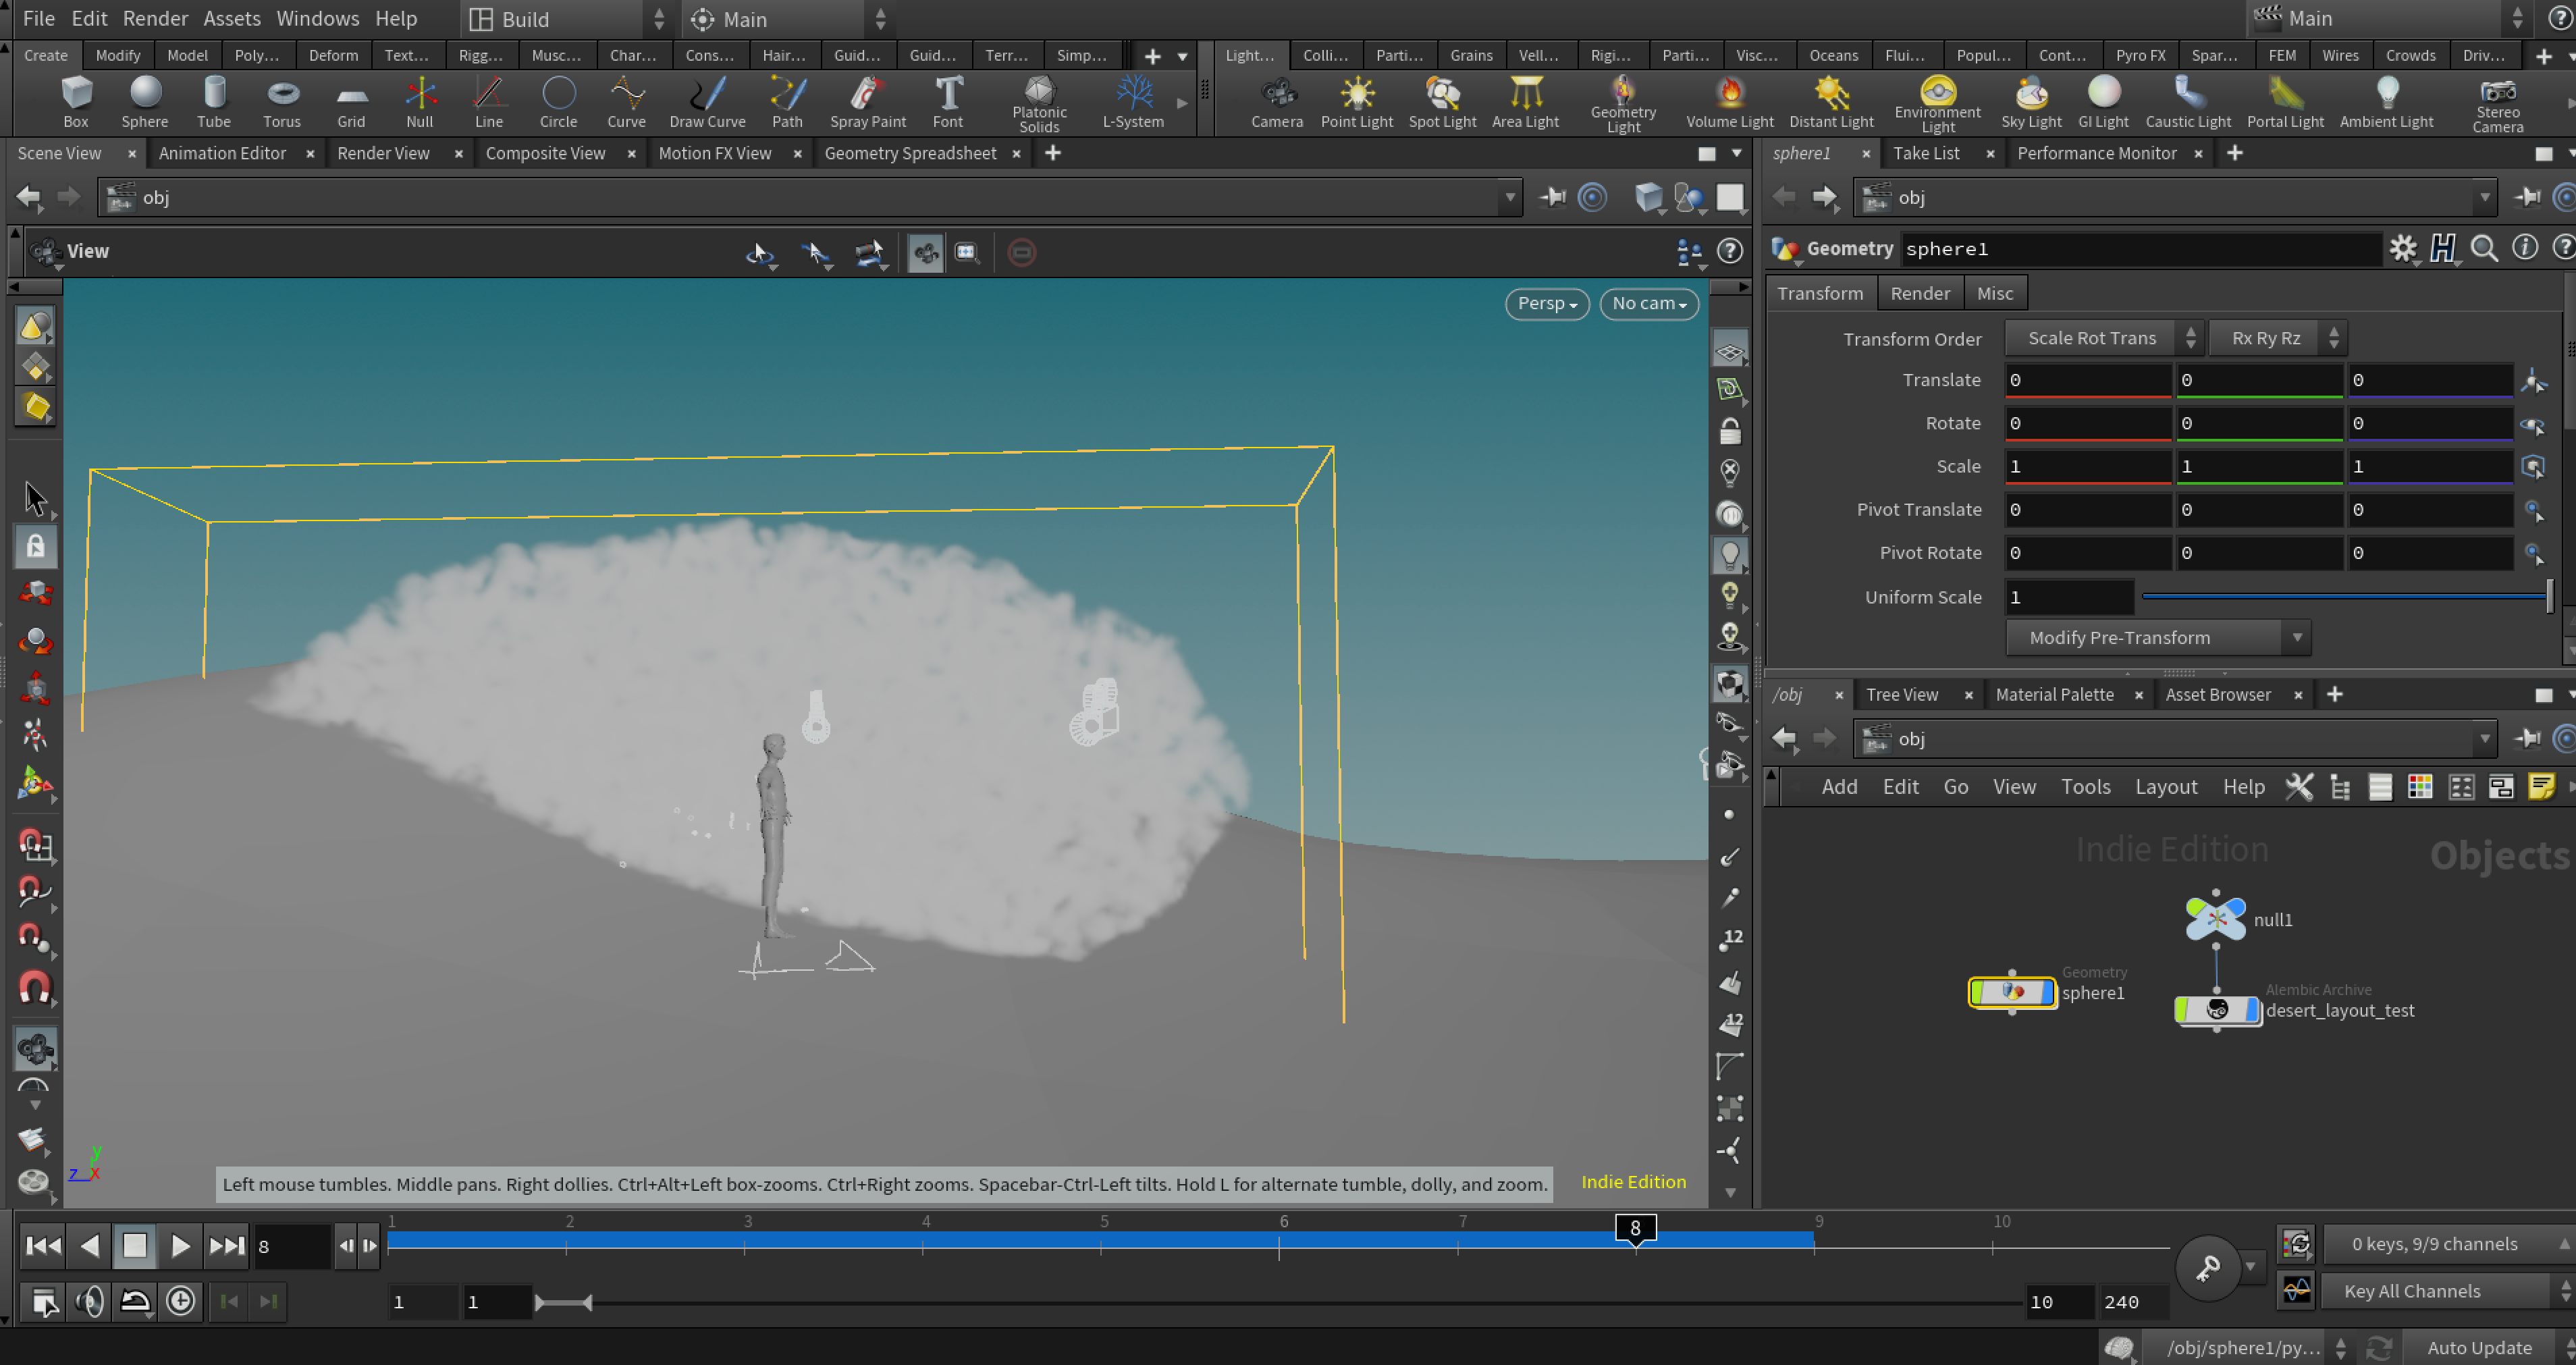 File Edit Render Assets Windows Help Build Main Main
Create Modify Model Poly... Deform Text... Rigg... Musc... Char... Cons... Hair... Guid... Guid... Terr... Simp... Light... Colli... Parti... Grains Vell... Rigi... Parti... Visc... Oceans Flui... Popul... Cont... Pyro FX Spar... FEM Wires Crowds Driv...
Box Sphere Tube Torus Grid Null Line Circle Curve Draw Curve Path Spray Paint Font Platonic Solids L-System Camera Point Light Spot Light Area Light Geometry Light Volume Light Distant Light Environment Light Sky Light GI Light Caustic Light Portal Light Ambient Light Stereo Camera
Scene View Animation Editor Render View Composite View Motion FX View Geometry Spreadsheet
obj
View
Persp No cam
Left mouse tumbles. Middle pans. Right dollies. Ctrl+Alt+Left box-zooms. Ctrl+Right zooms. Spacebar-Ctrl-Left tilts. Hold L for alternate tumble, dolly, and zoom.
Indie Edition
z x y
12
12
sphere1 Take List Performance Monitor
obj
Geometry sphere1
Transform Render Misc
Transform Order Scale Rot Trans Rx Ry Rz
Translate 0 0 0
Rotate 0 0 0
Scale 1 1 1
Pivot Translate 0 0 0
Pivot Rotate 0 0 0
Uniform Scale 1
Modify Pre-Transform
/obj Tree View Material Palette Asset Browser
obj
Add Edit Go View Tools Layout Help
Indie Edition Objects
null1
Geometry
sphere1
Alembic Archive
desert_layout_test
1 2 3 4 5 6 7 8 9 10
8
0 keys, 9/9 channels
1 1 10 240
Key All Channels
/obj/sphere1/py... Auto Update